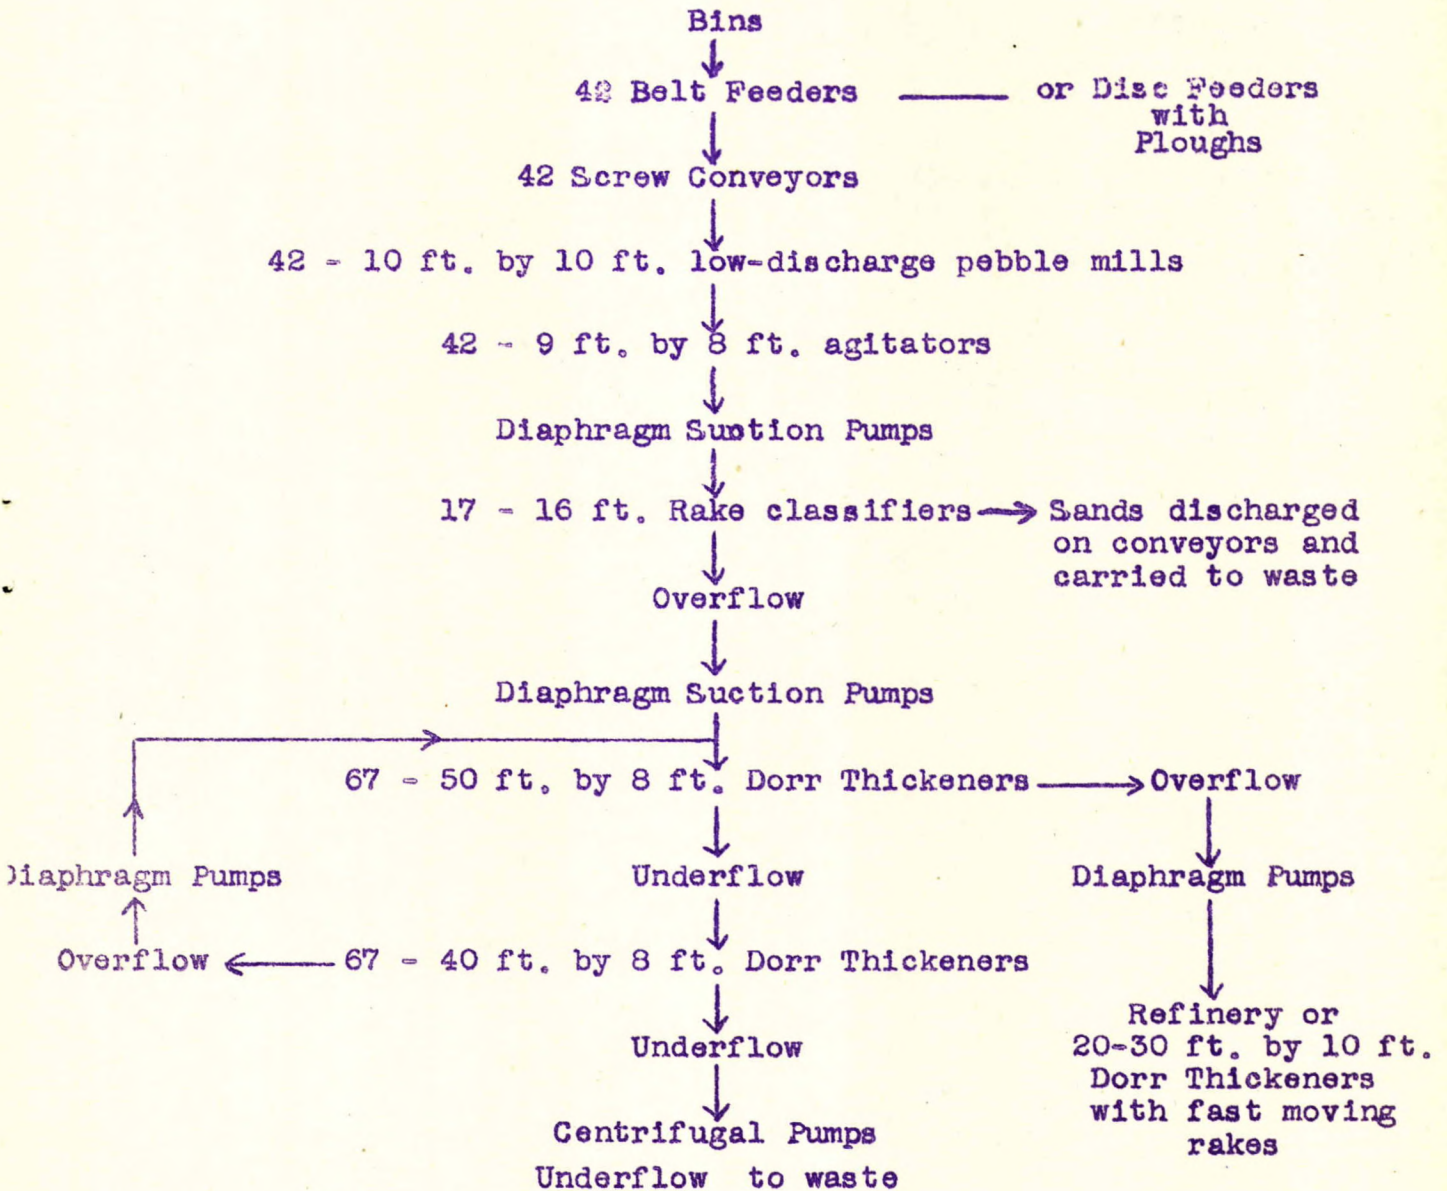 Bins
42 Belt Feeders
or Disc Feeders
with
Ploughs
42 Screw Conveyors
42 - 10 ft. by 10 ft. low-discharge pebble mills
42 - 9 ft. by 8 ft. agitators
Diaphragm Suction Pumps
17 - 16 ft. Rake classifiers
Sands discharged
on conveyors and
carried to waste
Overflow
Diaphragm Suction Pumps
67 - 50 ft. by 8 ft. Dorr Thickeners
Overflow
Diaphragm Pumps
Underflow
Diaphragm Pumps
Overflow
67 - 40 ft. by 8 ft. Dorr Thickeners
Refinery or
20-30 ft. by 10 ft.
Dorr Thickeners
with fast moving
rakes
Underflow
Centrifugal Pumps
Underflow to waste